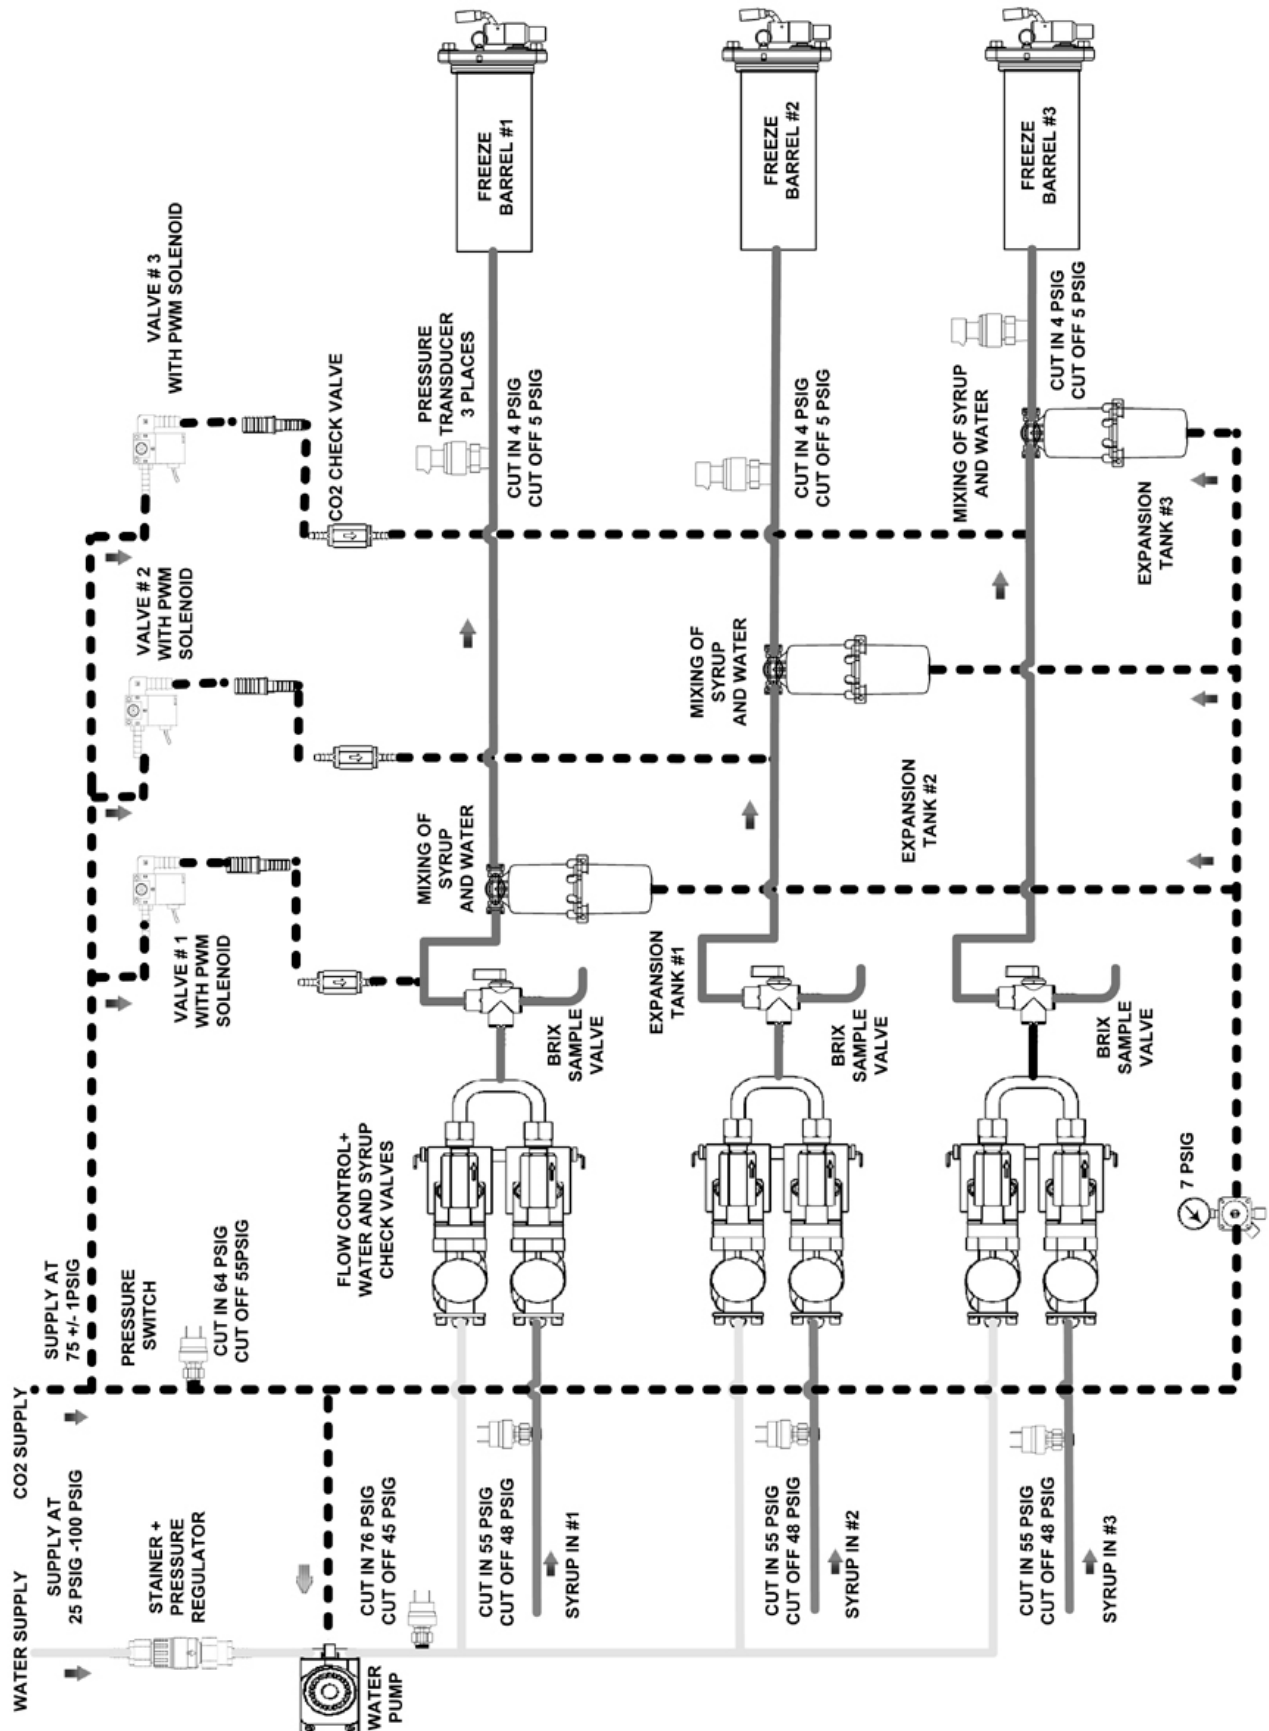 WATER SUPPLY
SUPPLY AT
25 PSIG -100 PSIG
STAINER +
PRESSURE
REGULATOR
WATER
PUMP
CUT IN 76 PSIG
CUT OFF 45 PSIG
CO2 SUPPLY
SUPPLY AT
75 +/- 1PSIG
PRESSURE
SWITCH
CUT IN 64 PSIG
CUT OFF 55PSIG
CUT IN 55 PSIG
CUT OFF 48 PSIG
SYRUP IN #1
CUT IN 55 PSIG
CUT OFF 48 PSIG
SYRUP IN #2
CUT IN 55 PSIG
CUT OFF 48 PSIG
SYRUP IN #3
FLOW CONTROL+
WATER AND SYRUP
CHECK VALVES
7 PSIG
VALVE # 1
WITH PWM
SOLENOID
BRIX
SAMPLE
VALVE
EXPANSION
TANK #1
BRIX
SAMPLE
VALVE
BRIX
SAMPLE
VALVE
MIXING OF
SYRUP
AND WATER
EXPANSION
TANK #2
VALVE # 2
WITH PWM
SOLENOID
MIXING OF
SYRUP
AND WATER
EXPANSION
TANK #3
VALVE # 3
WITH PWM SOLENOID
CO2 CHECK VALVE
PRESSURE
TRANSDUCER
3 PLACES
CUT IN 4 PSIG
CUT OFF 5 PSIG
CUT IN 4 PSIG
CUT OFF 5 PSIG
MIXING OF SYRUP
AND WATER
CUT IN 4 PSIG
CUT OFF 5 PSIG
FREEZE
BARREL #1
FREEZE
BARREL #2
FREEZE
BARREL #3